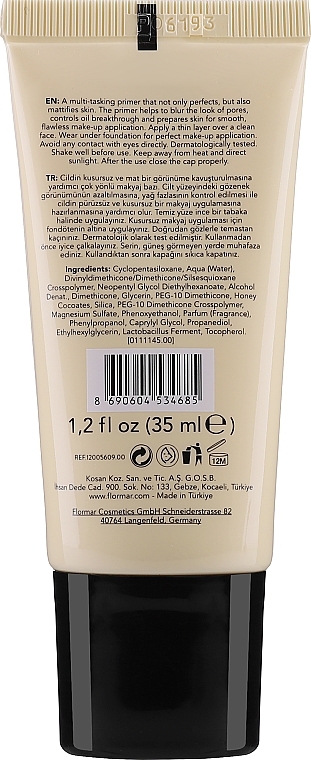 P06193
EN: A multi-tasking primer that not only perfects, but also
mattifies skin. The primer helps to blur the look of pores,
controls oil breakthrough and prepares skin for smooth,
flawless make-up application. Apply a thin layer over a clean
face. Wear under foundation for perfect make-up application.
Avoid any contact with eyes directly. Dermatologically tested.
Shake well before use. Keep away from heat and direct
sunlight. After the use close the cap properly.
TR: Cildin kusursuz ve mat bir görünüme kavuşturulmasına
yardımcı çok yönlü makyaj bazı. Cilt yüzeyindeki gözenek
görünümünün azalmasına, yağ fazlasının kontrol edilmesi ile
cildin pürüzsüz ve kusursuz bir makyaj uygulamasına
hazırlanmasına yardımcı olur. Temiz yüze ince bir tabaka
halinde uygulayınız. Kusursuz makyaj uygulaması için
fondötenin altına uygulayınız. Doğrudan gözlerle temastan
kaçınınız. Dermatolojik olarak test edilmiştir. Kullanmadan
önce iyice çalkalayınız. Serin, güneş görmeyen yerde muhafaza
ediniz. Kullandıktan sonra kapağını sıkıca kapatınız.
Ingredients: Cyclopentasiloxane, Aqua (Water),
Divinyldimethicone/Dimethicone/Silsesquioxane
Crosspolymer, Neopentyl Glycol Diethylhexanoate, Alcohol
Denat., Dimethicone, Glycerin, PEG-10 Dimethicone, Honey
Cocoates, Silica, PEG-10 Dimethicone Crosspolymer,
Magnesium Sulfate, Phenoxyethanol, Parfum (Fragrance),
Phenylpropanol, Caprylyl Glycol, Propanediol,
Ethylhexylglycerin, Lactobacillus Ferment, Tocopherol.
[0111145.00]
8 690604 534685
1,2 fl oz (35 ml) e
REF:12005609.00
12M
Kosan Koz. San. ve Tic. A.Ş. G.O.S.B.
İhsan Dede Cad. 900. Sok. No: 133, Gebze, Kocaeli, Türkiye
www.flormar.com - Made in Türkiye
Flormar Cosmetics GmbH Schneiderstrasse 82
40764 Langenfeld, Germany